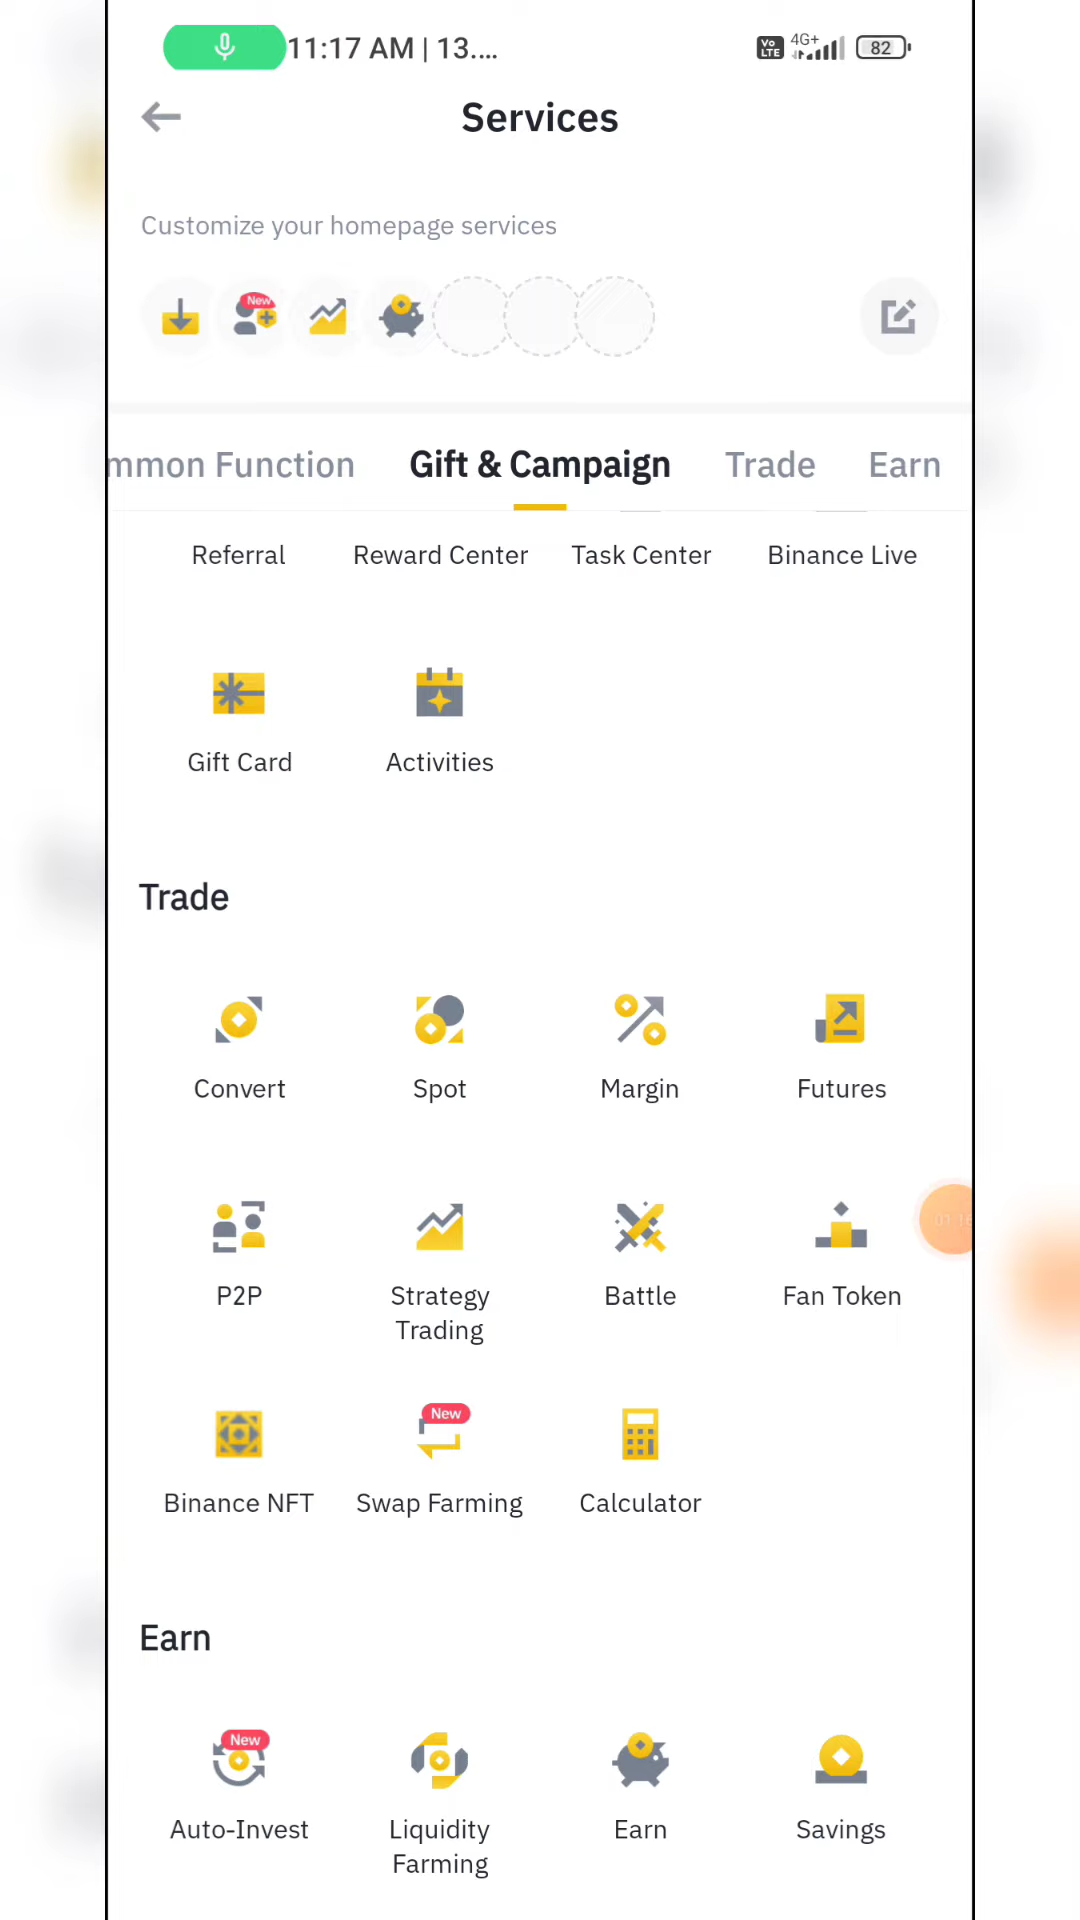 11:17 AM | 13....
Vo LTE 4G+ 82
Services
Customize your homepage services
New
mmon Function Gift & Campaign Trade Earn
Referral Reward Center Task Center Binance Live
Gift Card Activities
Trade
Convert Spot Margin Futures
P2P Strategy Trading Battle Fan Token
New
Binance NFT Swap Farming Calculator
Earn
New
Auto-Invest Liquidity Farming Earn Savings